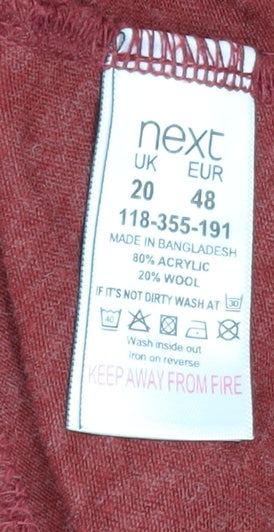 next
UK EUR
20 48
118-355-191
MADE IN BANGLADESH
80% ACRYLIC
20% WOOL
IF IT'S NOT DIRTY WASH AT 30
40
Wash inside out
Iron on reverse
KEEP AWAY FROM FIRE